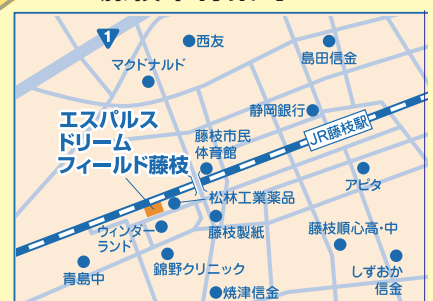 1
西友
マクドナルド
島田信金
静岡銀行
エスパルス
ドリーム
フィールド藤枝
藤枝市民
体育館
JR藤枝駅
アピタ
松林工業薬品
ウィンダー
ランド
藤枝製紙
藤枝順心高・中
青島中
錦野クリニック
しずおか
信金
焼津信金